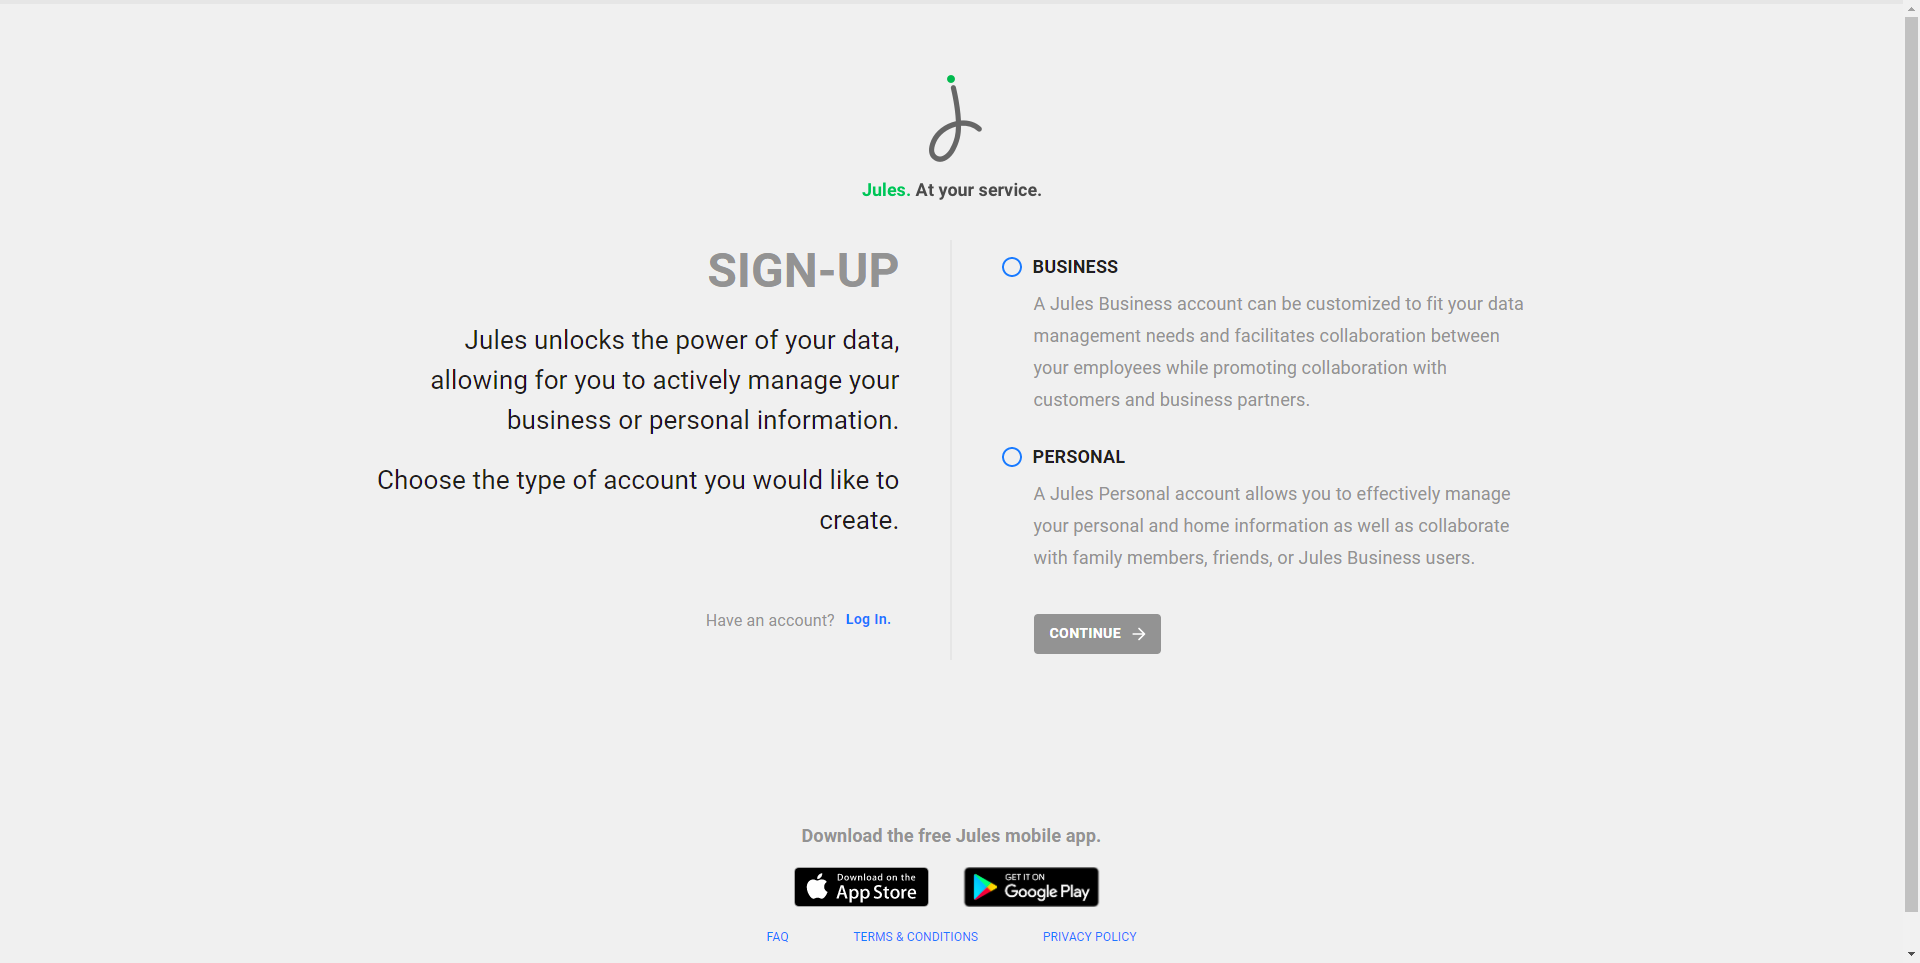 Jules. At your service.
SIGN-UP
Jules unlocks the power of your data,
allowing for you to actively manage your
business or personal information.
Choose the type of account you would like to
create.
Have an account? Log In.
BUSINESS
A Jules Business account can be customized to fit your data
management needs and facilitates collaboration between
your employees while promoting collaboration with
customers and business partners.
PERSONAL
A Jules Personal account allows you to effectively manage
your personal and home information as well as collaborate
with family members, friends, or Jules Business users.
CONTINUE
Download the free Jules mobile app.
Download on the
App Store
GET IT ON
Google Play
FAQ TERMS & CONDITIONS PRIVACY POLICY